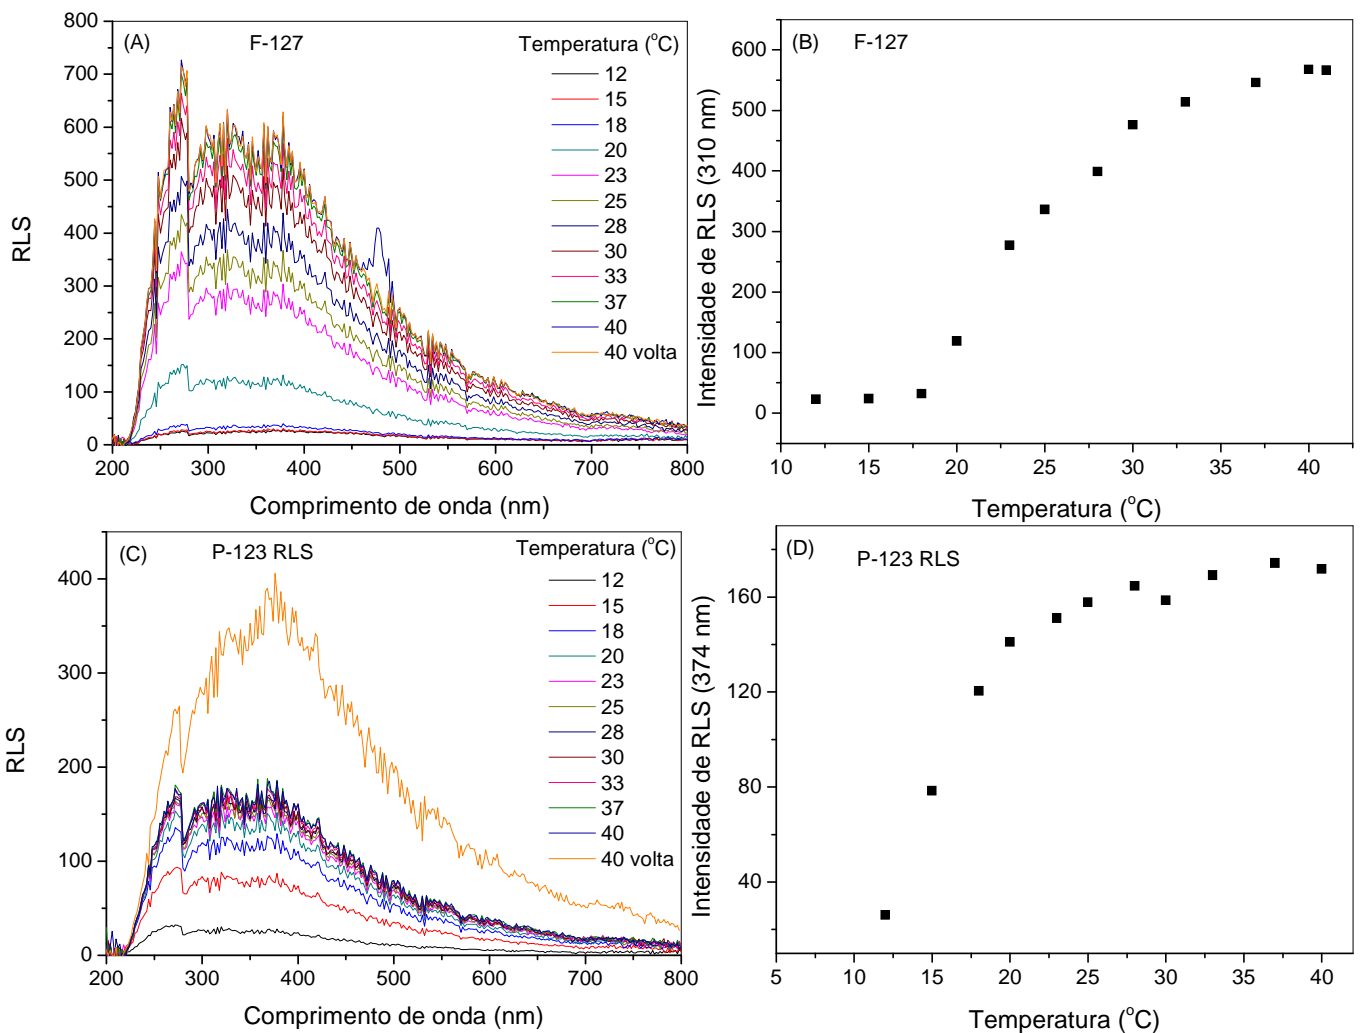 (A)
F-127
Temperatura (°C)
12
15
18
20
23
25
28
30
33
37
40
40 volta
800
700
600
500
400
300
200
100
0
RLS
200 300 400 500 600 700 800
Comprimento de onda (nm)
(B)
F-127
600
500
400
300
200
100
0
Intensidade de RLS (310 nm)
10 15 20 25 30 35 40
Temperatura (°C)
(C)
P-123 RLS
Temperatura (°C)
12
15
18
20
23
25
28
30
33
37
40
40 volta
400
300
200
100
0
RLS
200 300 400 500 600 700 800
Comprimento de onda (nm)
(D)
P-123 RLS
160
120
80
40
Intensidade de RLS (374 nm)
5 10 15 20 25 30 35 40
Temperatura (°C)